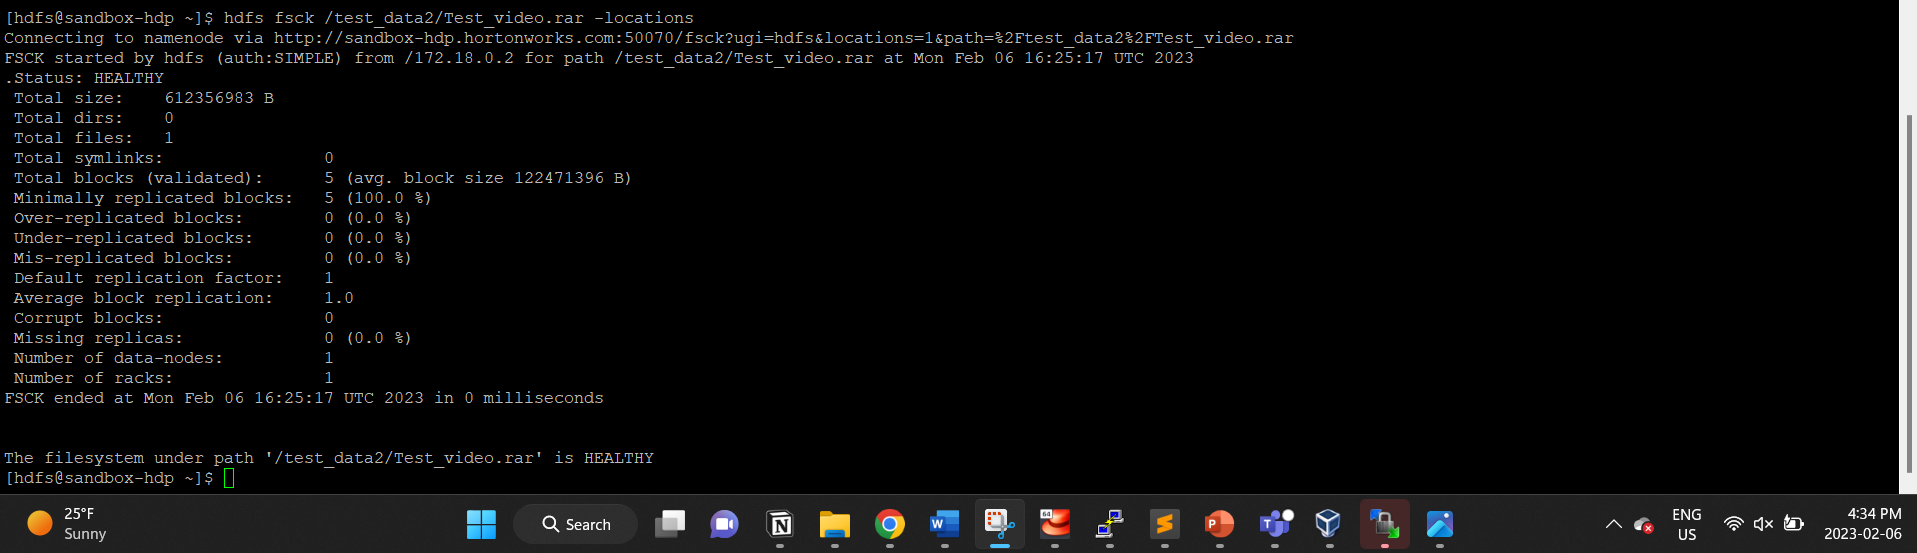 [hdfs@sandbox-hdp ~]$ hdfs fsck /test_data2/Test_video.rar -locations
Connecting to namenode via http://sandbox-hdp.hortonworks.com:50070/fsck?ugi=hdfs&locations=1&path=%2Ftest_data2%2FTest_video.rar
FSCK started by hdfs (auth:SIMPLE) from /172.18.0.2 for path /test_data2/Test_video.rar at Mon Feb 06 16:25:17 UTC 2023
.Status: HEALTHY
Total size: 612356983 B
Total dirs: 0
Total files: 1
Total symlinks: 0
Total blocks (validated): 5 (avg. block size 122471396 B)
Minimally replicated blocks: 5 (100.0 %)
Over-replicated blocks: 0 (0.0 %)
Under-replicated blocks: 0 (0.0 %)
Mis-replicated blocks: 0 (0.0 %)
Default replication factor: 1
Average block replication: 1.0
Corrupt blocks: 0
Missing replicas: 0 (0.0 %)
Number of data-nodes: 1
Number of racks: 1
FSCK ended at Mon Feb 06 16:25:17 UTC 2023 in 0 milliseconds
The filesystem under path '/test_data2/Test_video.rar' is HEALTHY
[hdfs@sandbox-hdp ~]$
25°F
Sunny
Search
64
ENG
US
4:34 PM
2023-02-06